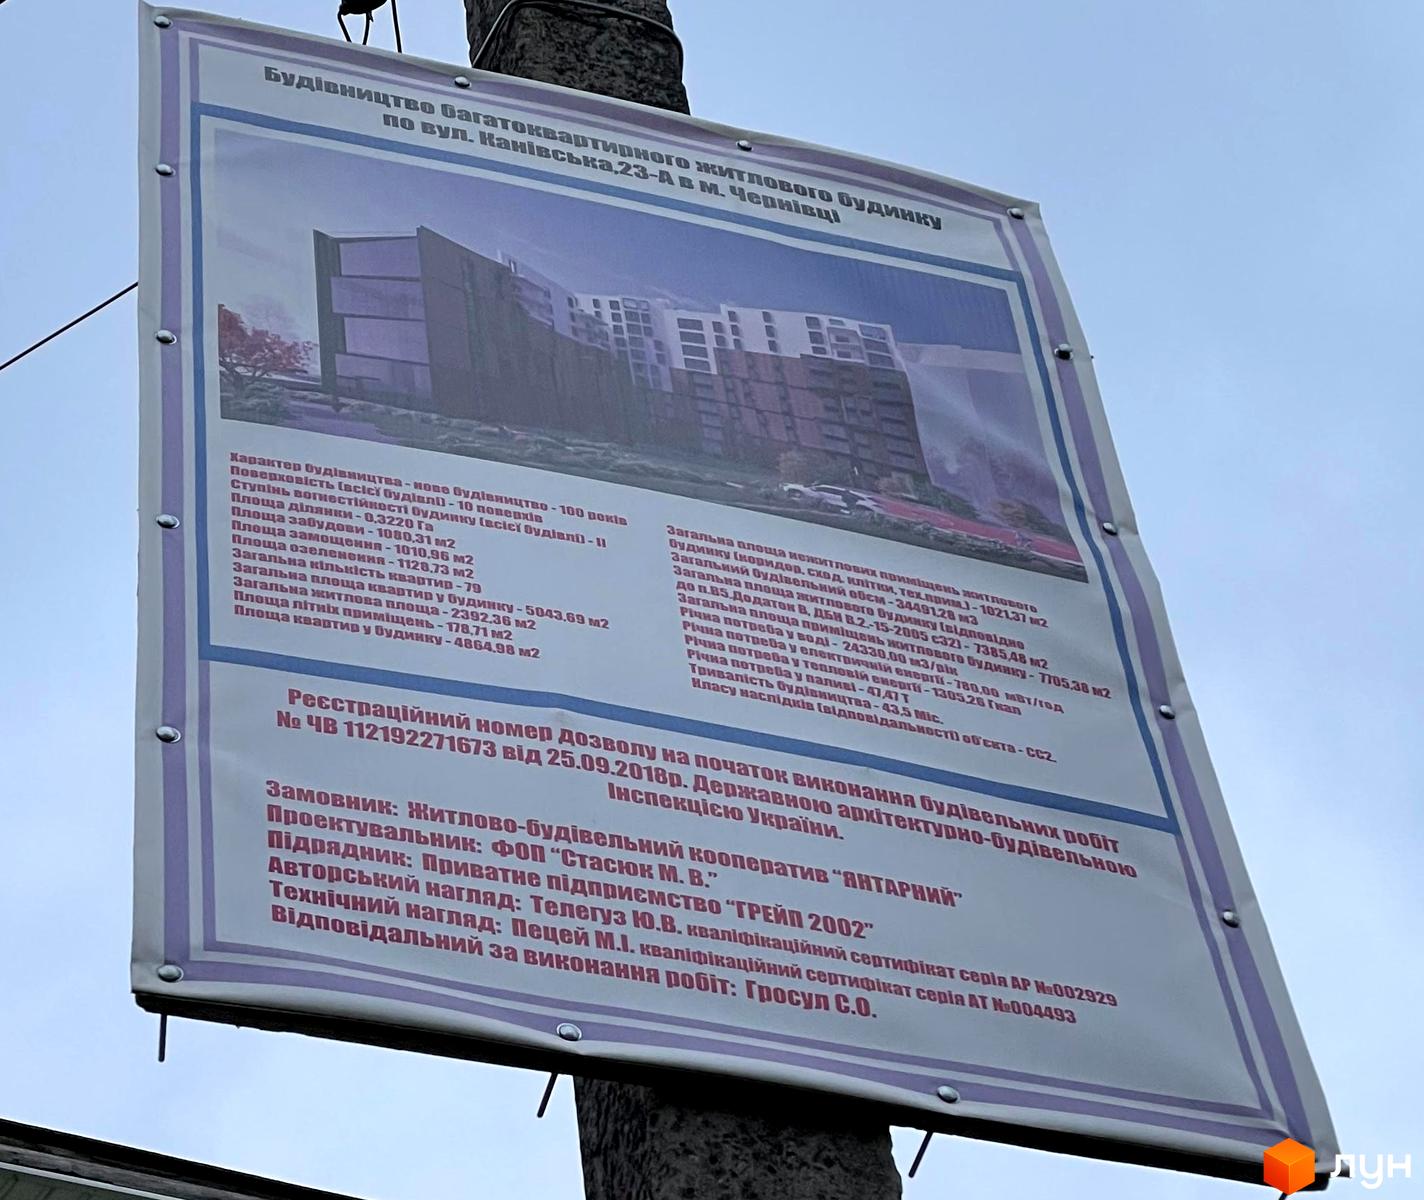 Будівництво багатоквартирного житлового будинку
по вул. Канівська,23-А в м. Чернівці
Характер будівництва - нове будівництво - 100 років
Поверховість (всієї будівлі) - 10 поверхів
Ступінь вогнестійкості будинку (всієї будівлі) - II
Площа ділянки - 0,3220 Га
Площа забудови - 1080,31 м2
Площа замощення - 1010,96 м2
Площа озеленення - 1128,73 м2
Загальна кількість квартир - 79
Загальна площа квартир у будинку - 5043,69 м2
Загальна житлова площа - 2392,36 м2
Площа літніх приміщень - 178,71 м2
Площа квартир у будинку - 4864,98 м2
Загальна площа нежитлових приміщень житлового
будинку (коридор, сход. клітки, тех.прим.) - 1021,37 м2
Загальний будівельний обєм - 34491,28 м3
Загальна площа житлового будинку (відповідно
до п.В5,Додаток В, ДБН В.2.-15-2005 с32) - 7385,48 м2
Загальна площа приміщень житлового будинку - 7705,38 м2
Річна потреба у воді - 24330,00 м3/рік
Річна потреба у електричній енергії - 780,00 мВт/год
Річна потреба у тепловій енергії - 1305,26 Гкал
Річна потреба у паливі - 47,47 Т
Тривалість будівництва - 43,5 Міс.
Класу наслідків (відповідальності) об'єкта - СС2.
Реєстраційний номер дозволу на початок виконання будівельних робіт
№ ЧВ 112192271673 від 25.09.2018р. Державною архітектурно-будівельною
Інспекцією України.
Замовник: Житлово-будівельний кооператив “ЯНТАРНИЙ”
Проектувальник: ФОП “Стасюк М. В.”
Підрядник: Приватне підприємство “ГРЕЙП 2002”
Авторський нагляд: Телегуз Ю.В. кваліфікаційний сертифікат серія АР №002929
Технічний нагляд: Пецей М.І. кваліфікаційний сертифікат серія АТ №004493
Відповідальний за виконання робіт: Гросул С.О.
ЛУН